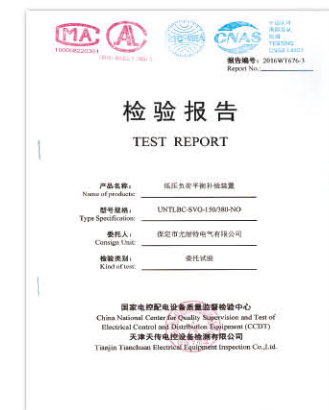 MA
CNAS
TESTING
报告编号：2016WT676-3
Report No.:
检验报告
TEST REPORT
产品名称：低压负荷平衡补偿装置
Name of products:
型号规格：UNTLBC-SVG-150/380-NO
Type Specification:
委托人：保定市尤耐特电气有限公司
Consign Unit:
检验类别：委托试验
Kind of test:
国家电控配电设备质量监督检验中心
China National Center for Quality Supervision and Test of
Electrical Control and Distribution Equipment (CCDT)
天津天传电控设备检测有限公司
Tianjin Tianchuan Electrical Equipment Inspection Co.,Ltd.